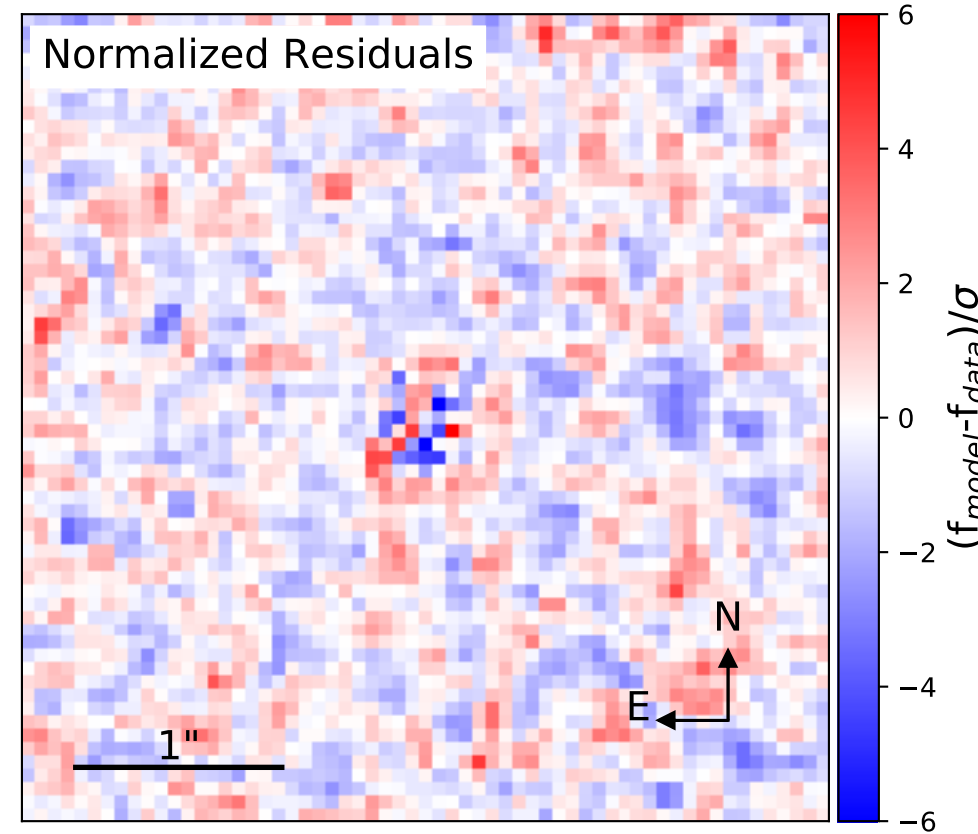 Normalized Residuals
6
4
2
0
−2
−4
−6
(f_model-f_data)/σ
N
E
1"